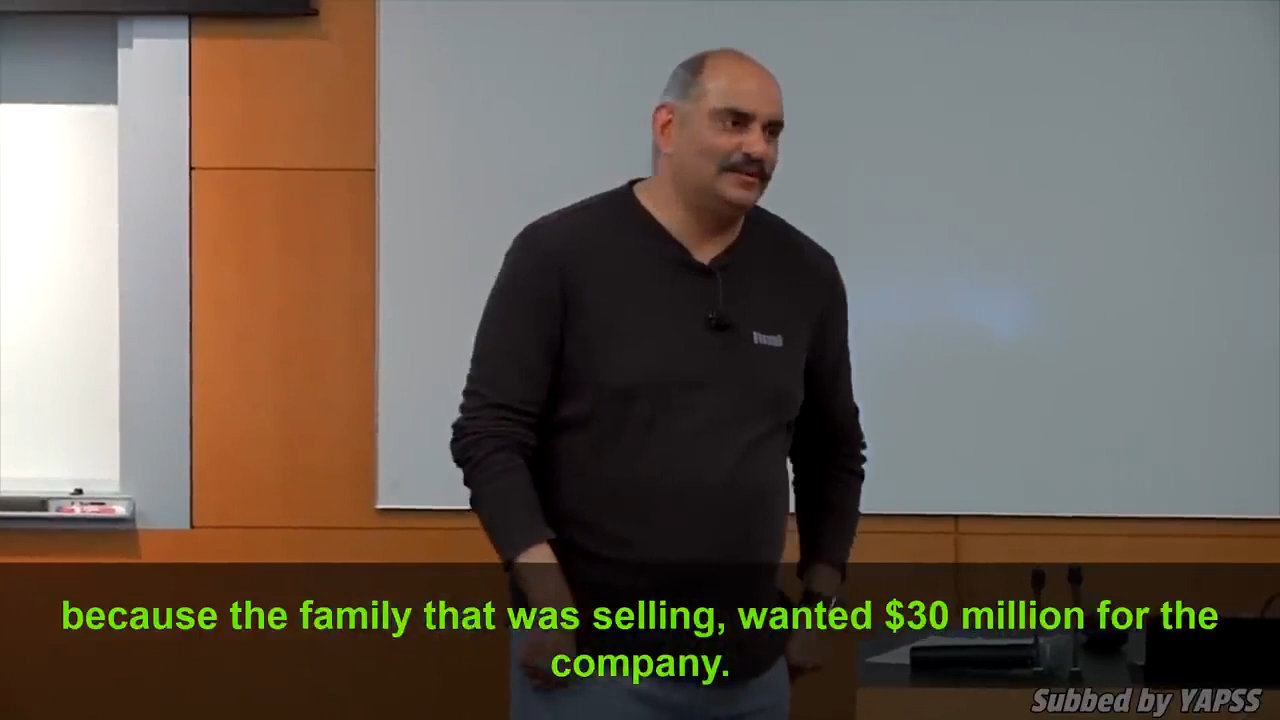 because the family that was selling, wanted $30 million for the
company.
Subbed by YAPSS